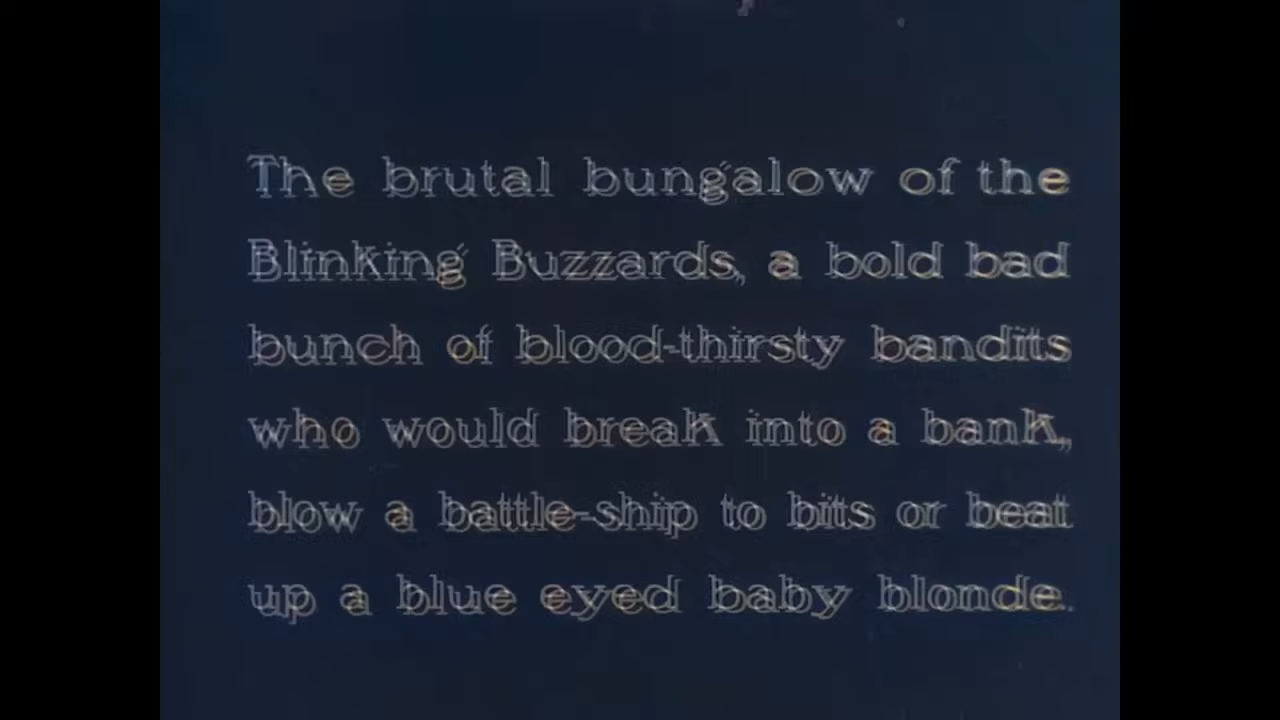 The brutal bungalow of the
Blinking Buzzards, a bold bad
bunch of blood-thirsty bandits
who would break into a bank,
blow a battle-ship to bits or beat
up a blue eyed baby blonde.